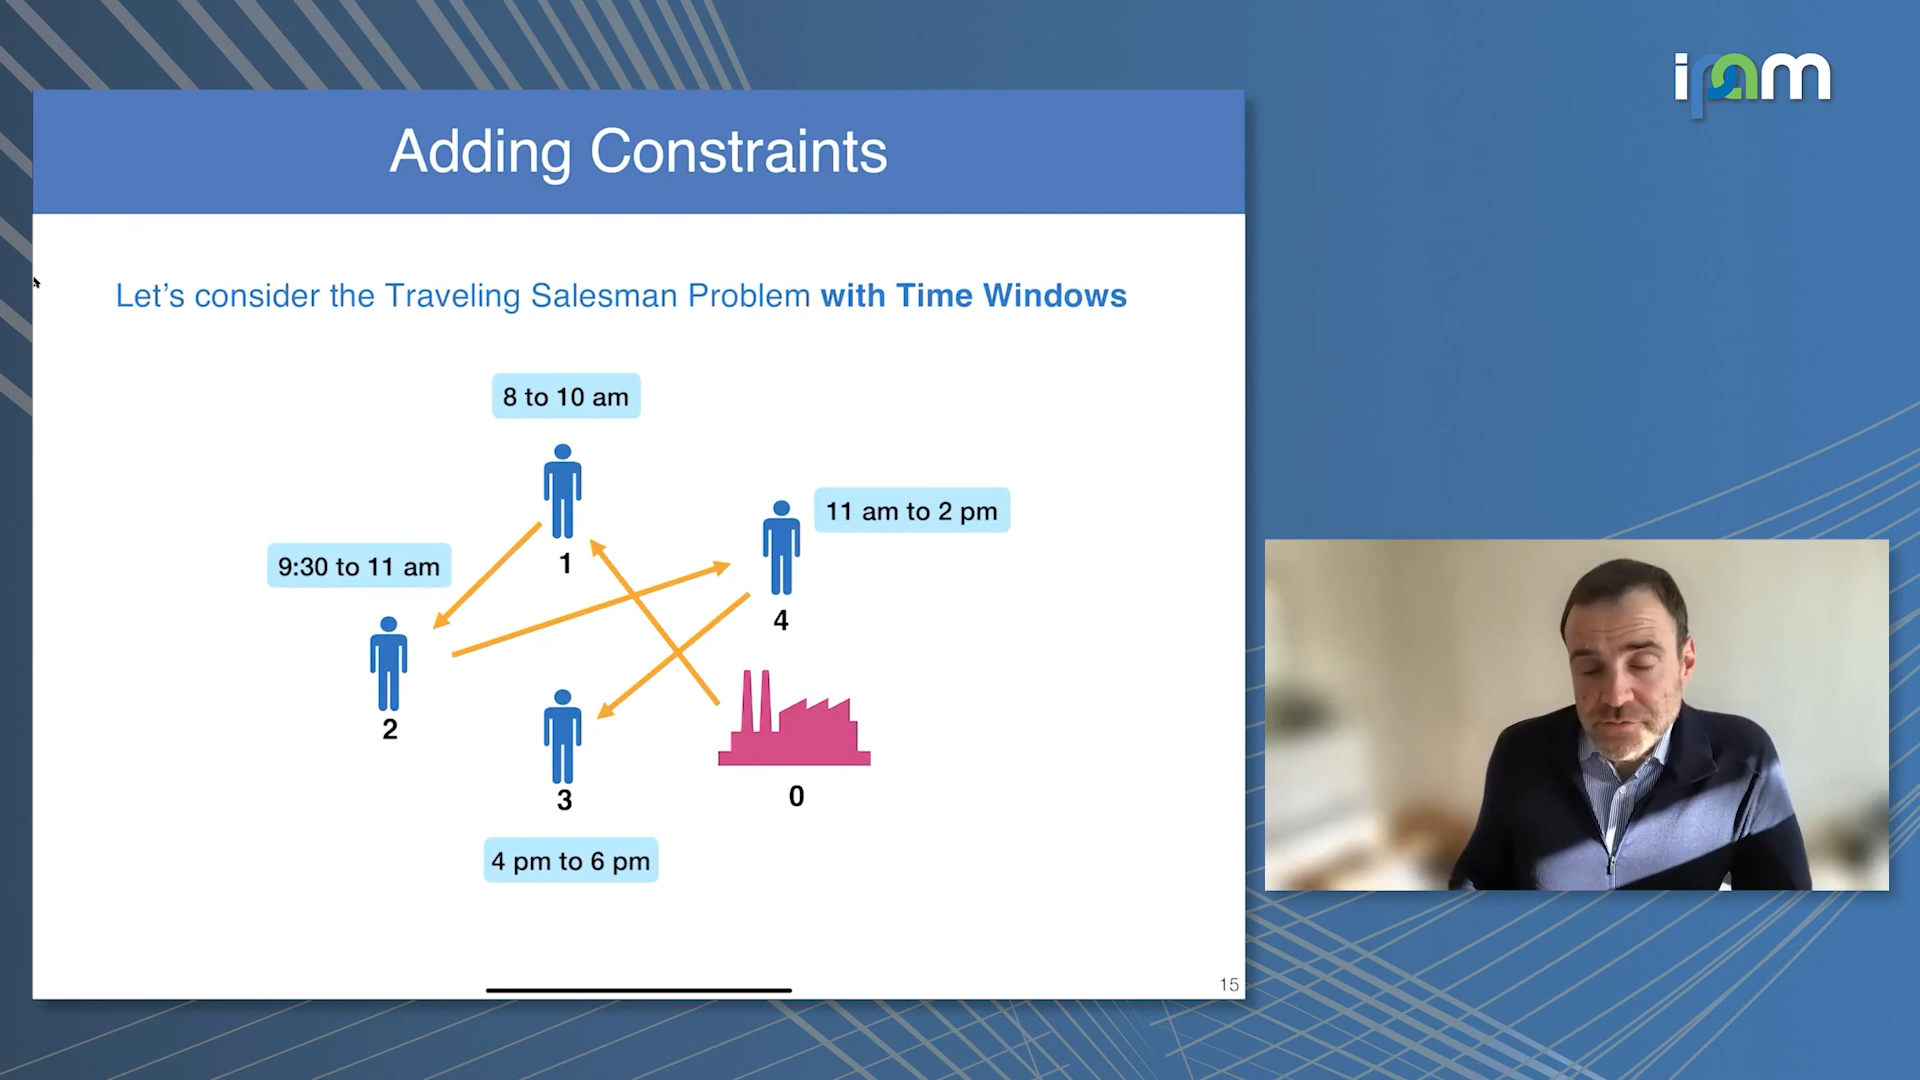 ipam
Adding Constraints
Let's consider the Traveling Salesman Problem with Time Windows
8 to 10 am
11 am to 2 pm
1
9:30 to 11 am
4
2
3
0
4 pm to 6 pm
15